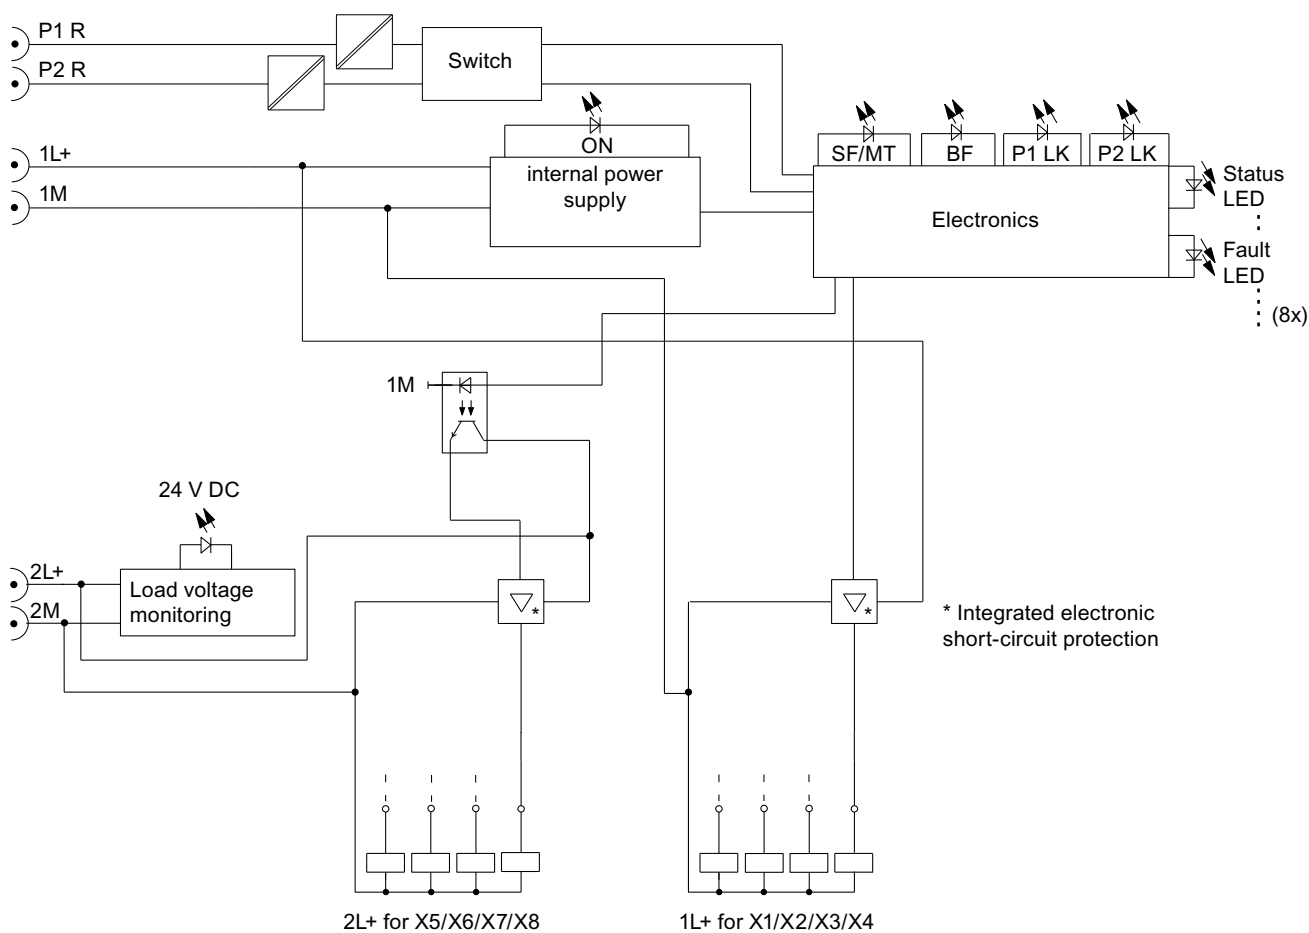 P1 R
P2 R
Switch
1L+
1M
ON
internal power
supply
SF/MT
BF
P1 LK
P2 LK
Electronics
Status
LED
Fault
LED
(8x)
1M
24 V DC
2L+
2M
Load voltage
monitoring
*
*
* Integrated electronic
short-circuit protection
2L+ for X5/X6/X7/X8
1L+ for X1/X2/X3/X4